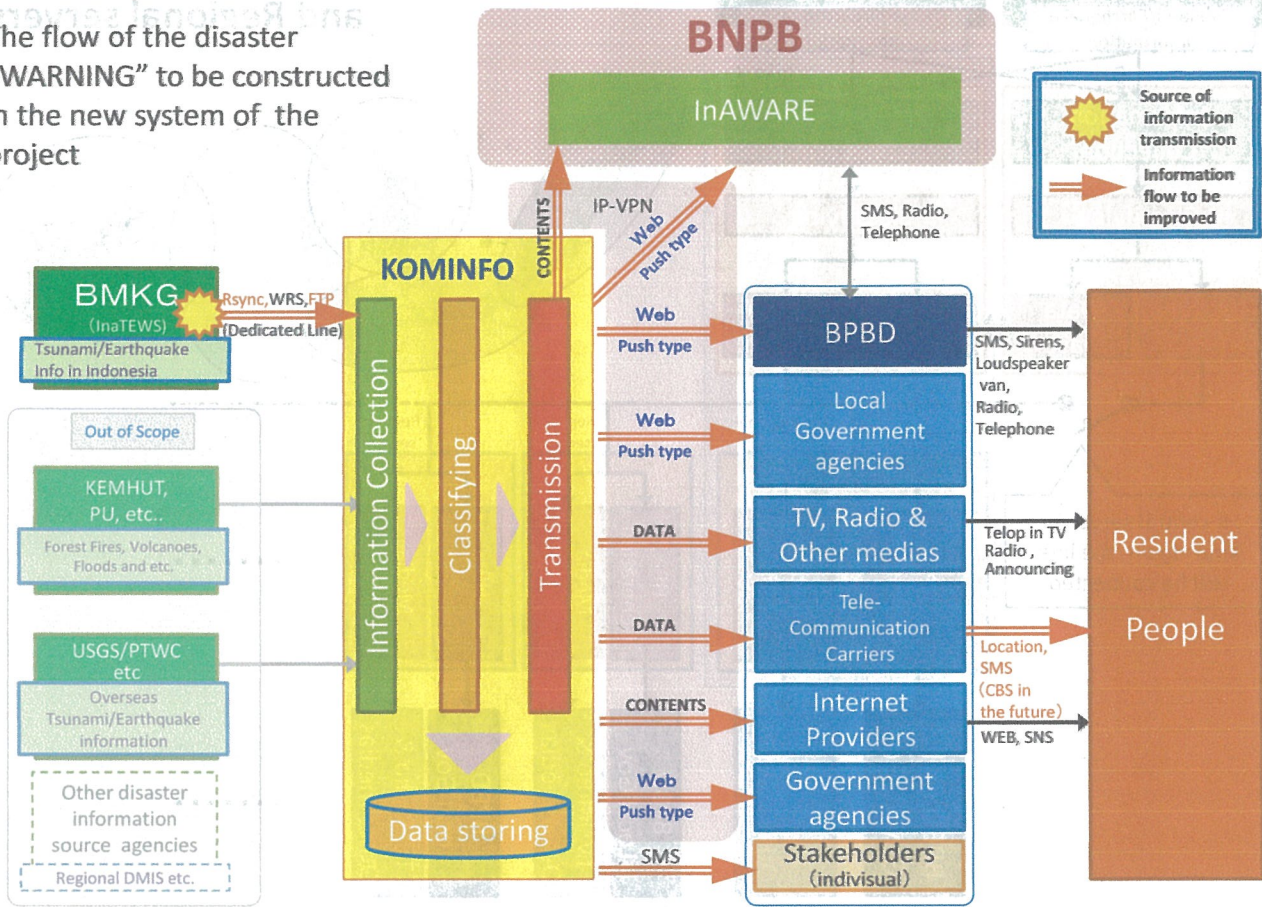 and Regional servers
The flow of the disaster
"WARNING" to be constructed
in the new system of the
project
BNPB
InAWARE
Source of
information
transmission
Information
flow to be
improved
IP-VPN
CONTENTS
Web
Push type
SMS, Radio,
Telephone
KOMINFO
BMKG
(InaTEWS)
Tsunami/Earthquake
Info in Indonesia
Rsync,WRS,FTP
(Dedicated Line)
Out of Scope
KEMHUT,
PU, etc..
Forest Fires, Volcanoes,
Floods and etc.
USGS/PTWC
etc
Overseas
Tsunami/Earthquake
information
Other disaster
information
source agencies
Regional DMIS etc.
Information Collection
Classifying
Transmission
Data storing
Web
Push type
Web
Push type
DATA
DATA
CONTENTS
Web
Push type
SMS
BPBD
Local
Government
agencies
TV, Radio &
Other medias
Tele-
Communication
Carriers
Internet
Providers
Government
agencies
Stakeholders
(indivisual)
SMS, Sirens,
Loudspeaker
van,
Radio,
Telephone
Telop in TV
Radio ,
Announcing
Location,
SMS
(CBS in
the future)
WEB, SNS
Resident
People